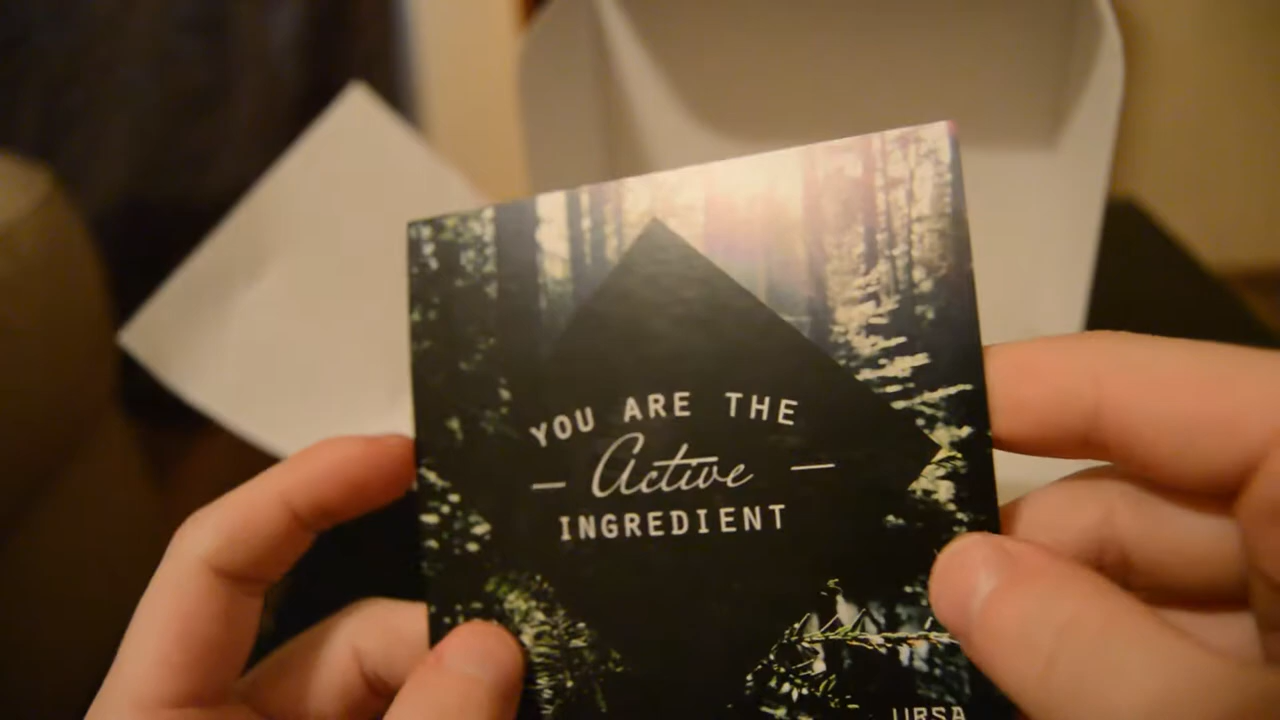 YOU ARE THE
— Active —
INGREDIENT
URSA